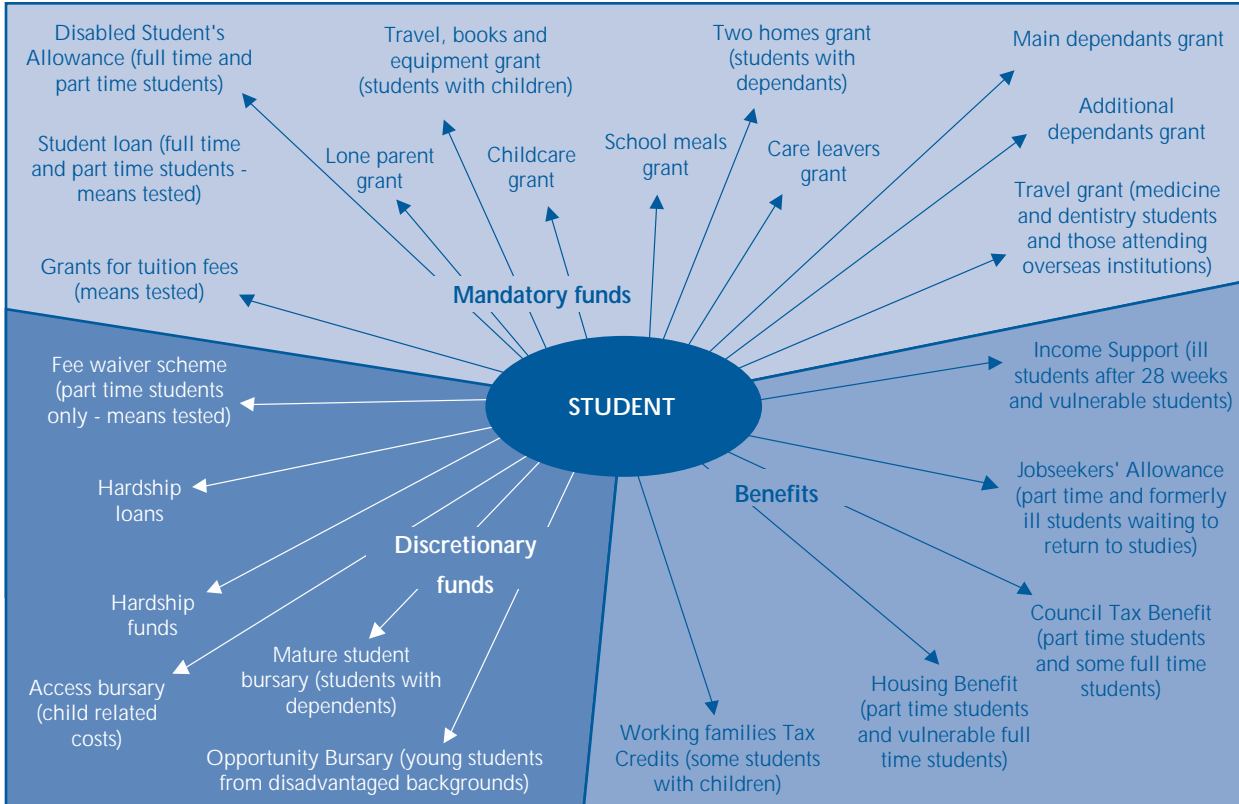 Disabled Student's
Allowance (full time and
part time students)
Travel, books and
equipment grant
(students with children)
Two homes grant
(students with
dependants)
Main dependants grant
Additional
dependants grant
Student loan (full time
and part time students -
means tested)
Lone parent
grant
Childcare
grant
School meals
grant
Care leavers
grant
Travel grant (medicine
and dentistry students
and those attending
overseas institutions)
Grants for tuition fees
(means tested)
Mandatory funds
Fee waiver scheme
(part time students
only - means tested)
STUDENT
Income Support (ill
students after 28 weeks
and vulnerable students)
Hardship
loans
Benefits
Jobseekers' Allowance
(part time and formerly
ill students waiting to
return to studies)
Discretionary
funds
Hardship
funds
Council Tax Benefit
(part time students
and some full time
students)
Access bursary
(child related
costs)
Mature student
bursary (students with
dependents)
Housing Benefit
(part time students
and vulnerable full
time students)
Opportunity Bursary (young students
from disadvantaged backgrounds)
Working families Tax
Credits (some students
with children)